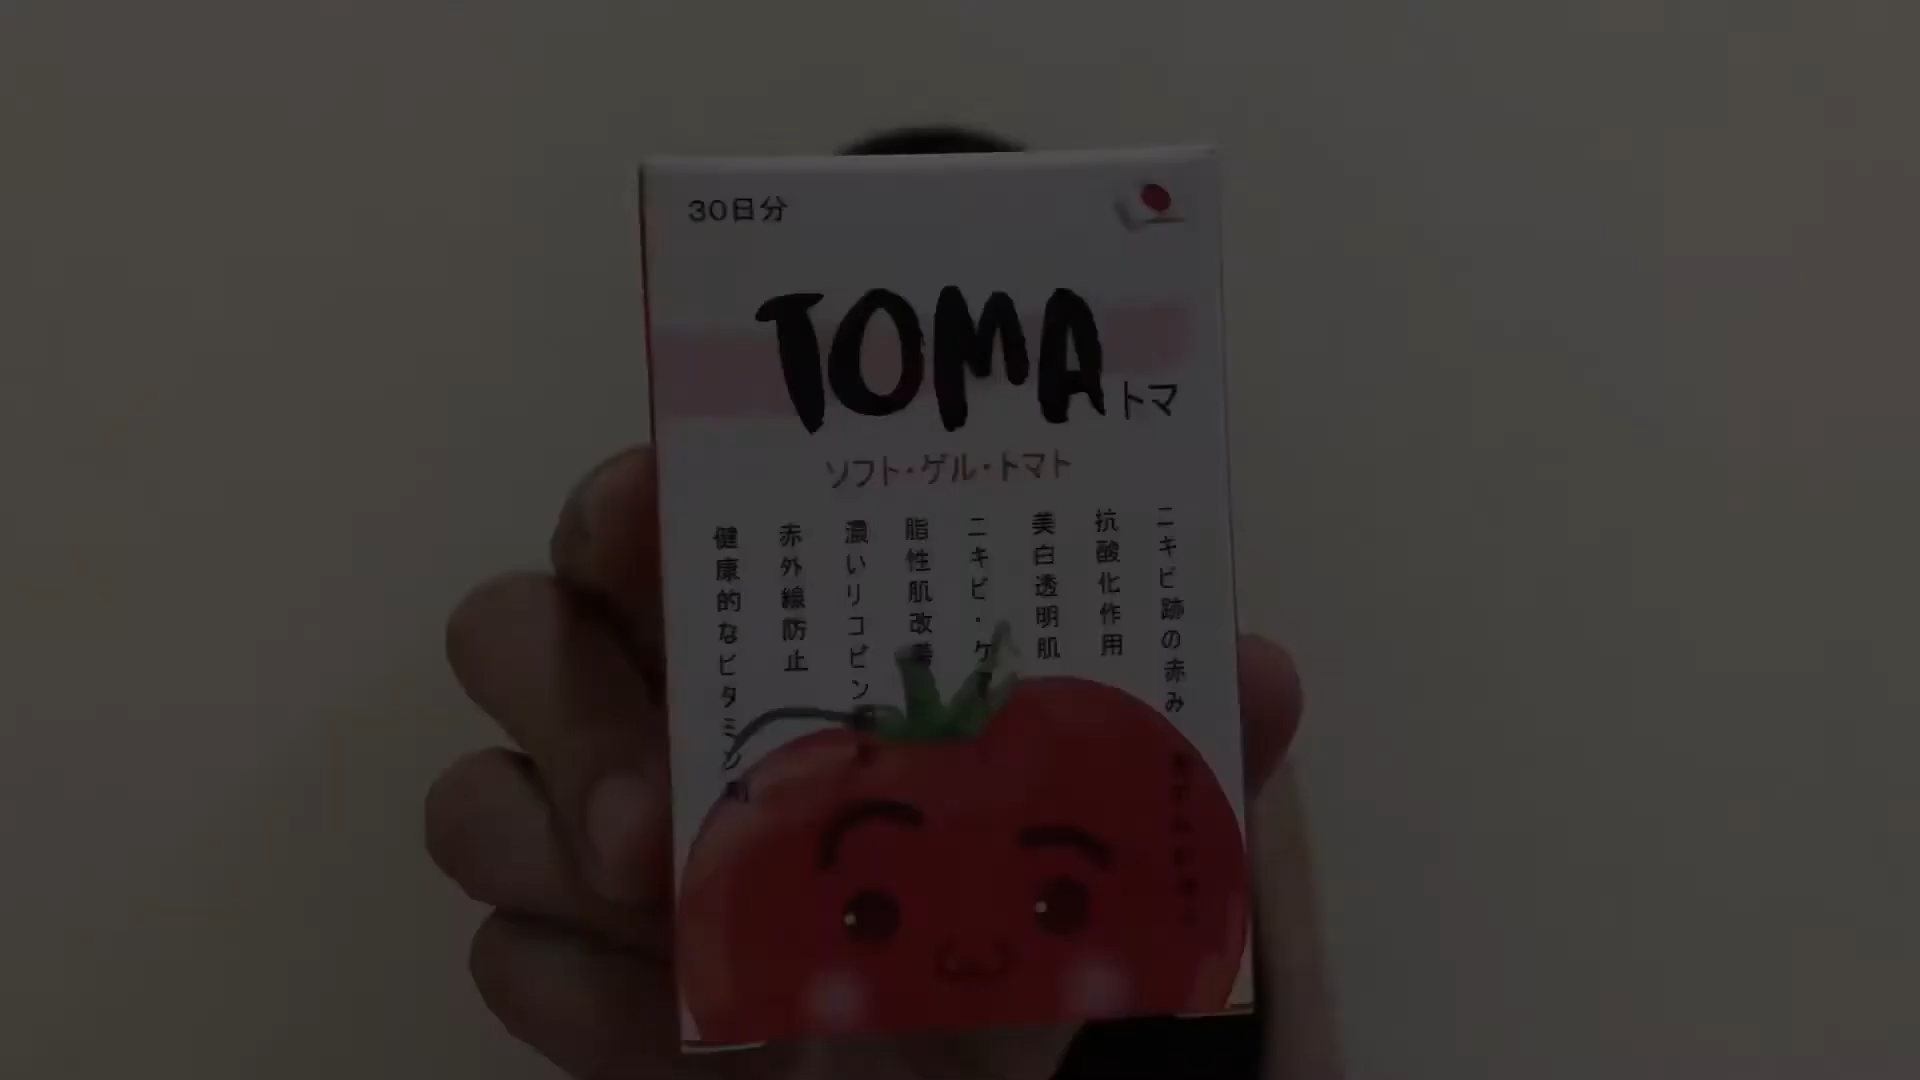 30日分
TOMA
トマ
ソフト・ゲル・トマト
ニキビ跡の赤み
抗酸化作用
美白透明肌
ニキビ・ケ
脂性肌改善
濃いリコピン
赤外線防止
健康的なビタミン剤